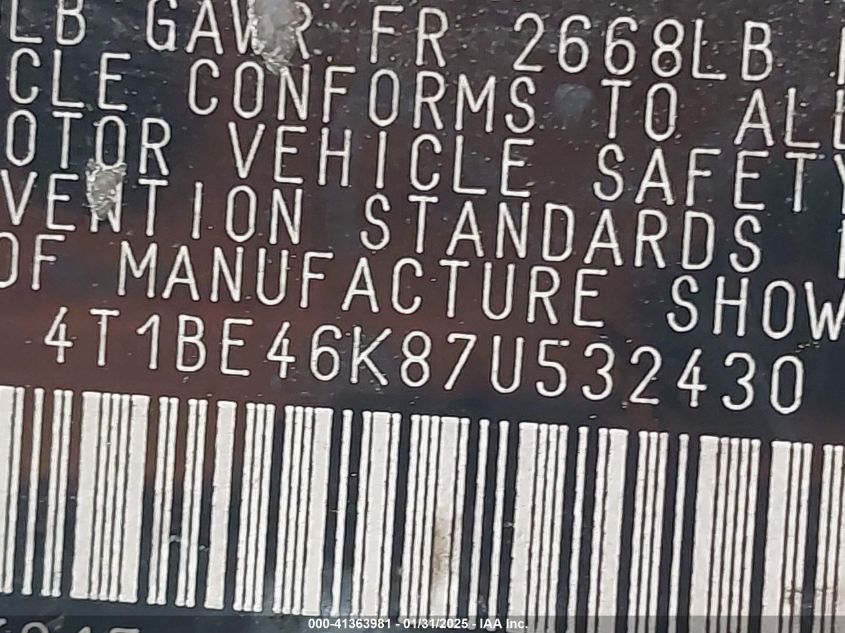 LB GAWR FR 2668LB
CLE CONFORMS TO ALL
OTOR VEHICLE SAFETY
VENTION STANDARDS
OF MANUFACTURE SHOW
4T1BE46K87U532430
000-41363981 - 01/31/2025 - IAA Inc.